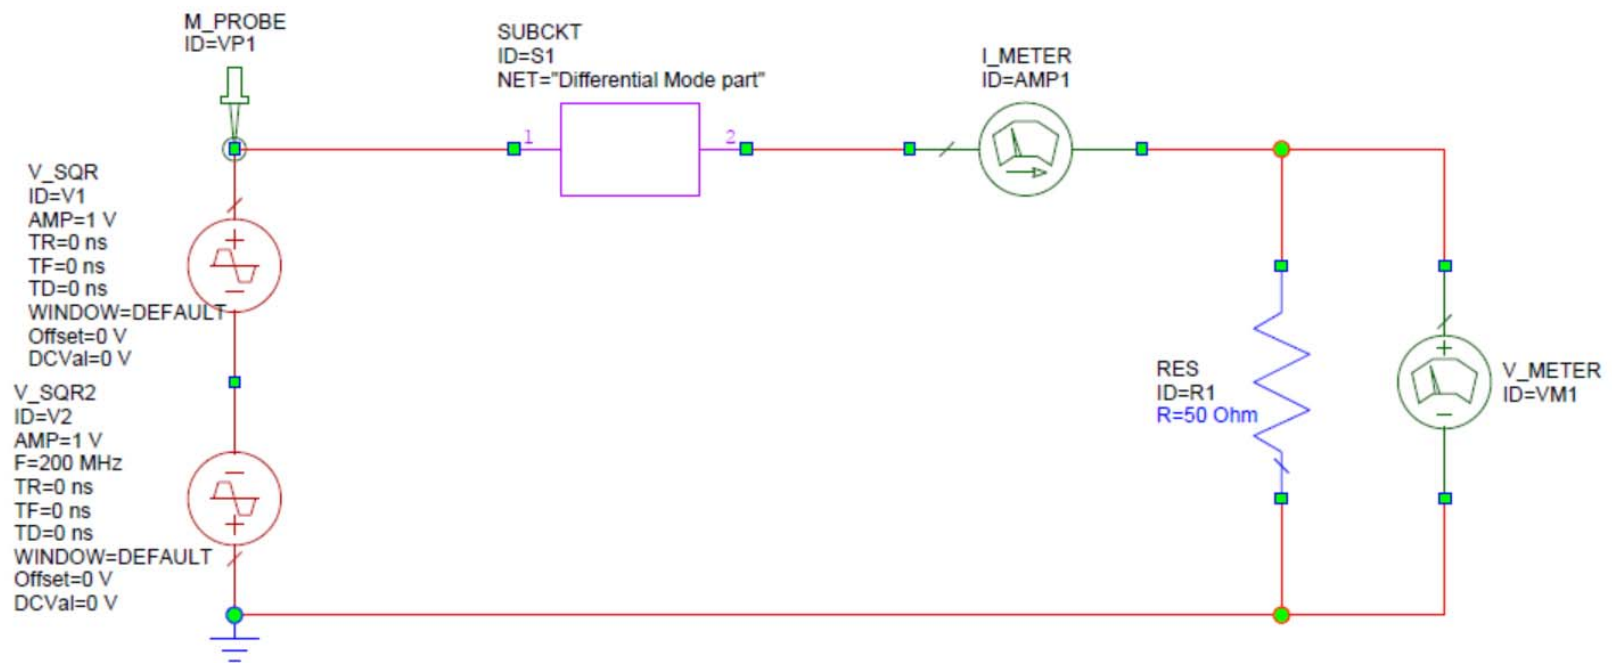 M_PROBE
ID=VP1
SUBCKT
ID=S1
NET="Differential Mode part"
I_METER
ID=AMP1
1
2
V_SQR
ID=V1
AMP=1 V
TR=0 ns
TF=0 ns
TD=0 ns
WINDOW=DEFAULT
Offset=0 V
DCVal=0 V
V_SQR2
ID=V2
AMP=1 V
F=200 MHz
TR=0 ns
TF=0 ns
TD=0 ns
WINDOW=DEFAULT
Offset=0 V
DCVal=0 V
RES
ID=R1
R=50 Ohm
V_METER
ID=VM1